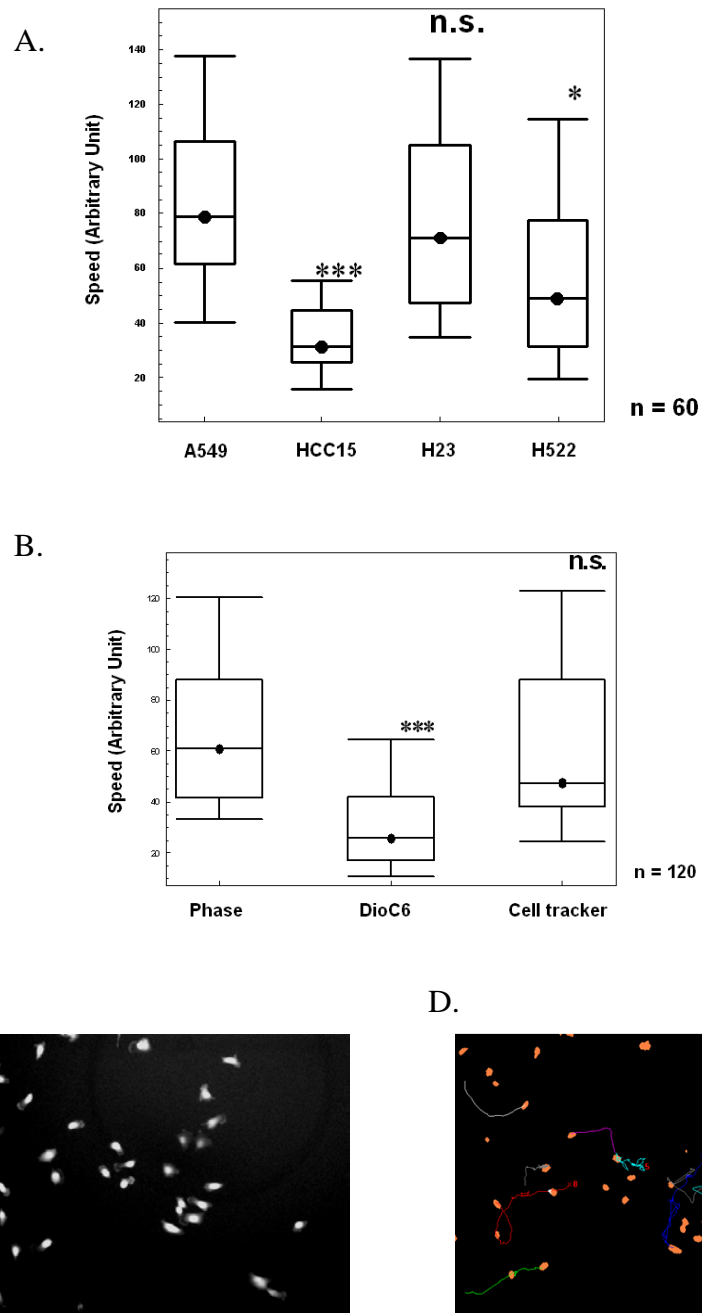 A.
n.s.
140
120
100
80
60
40
20
Speed (Arbitrary Unit)
***
*
n = 60
A549 HCC15 H23 H522
B.
n.s.
120
100
80
60
40
20
Speed (Arbitrary Unit)
***
n = 120
Phase DioC6 Cell tracker
D.